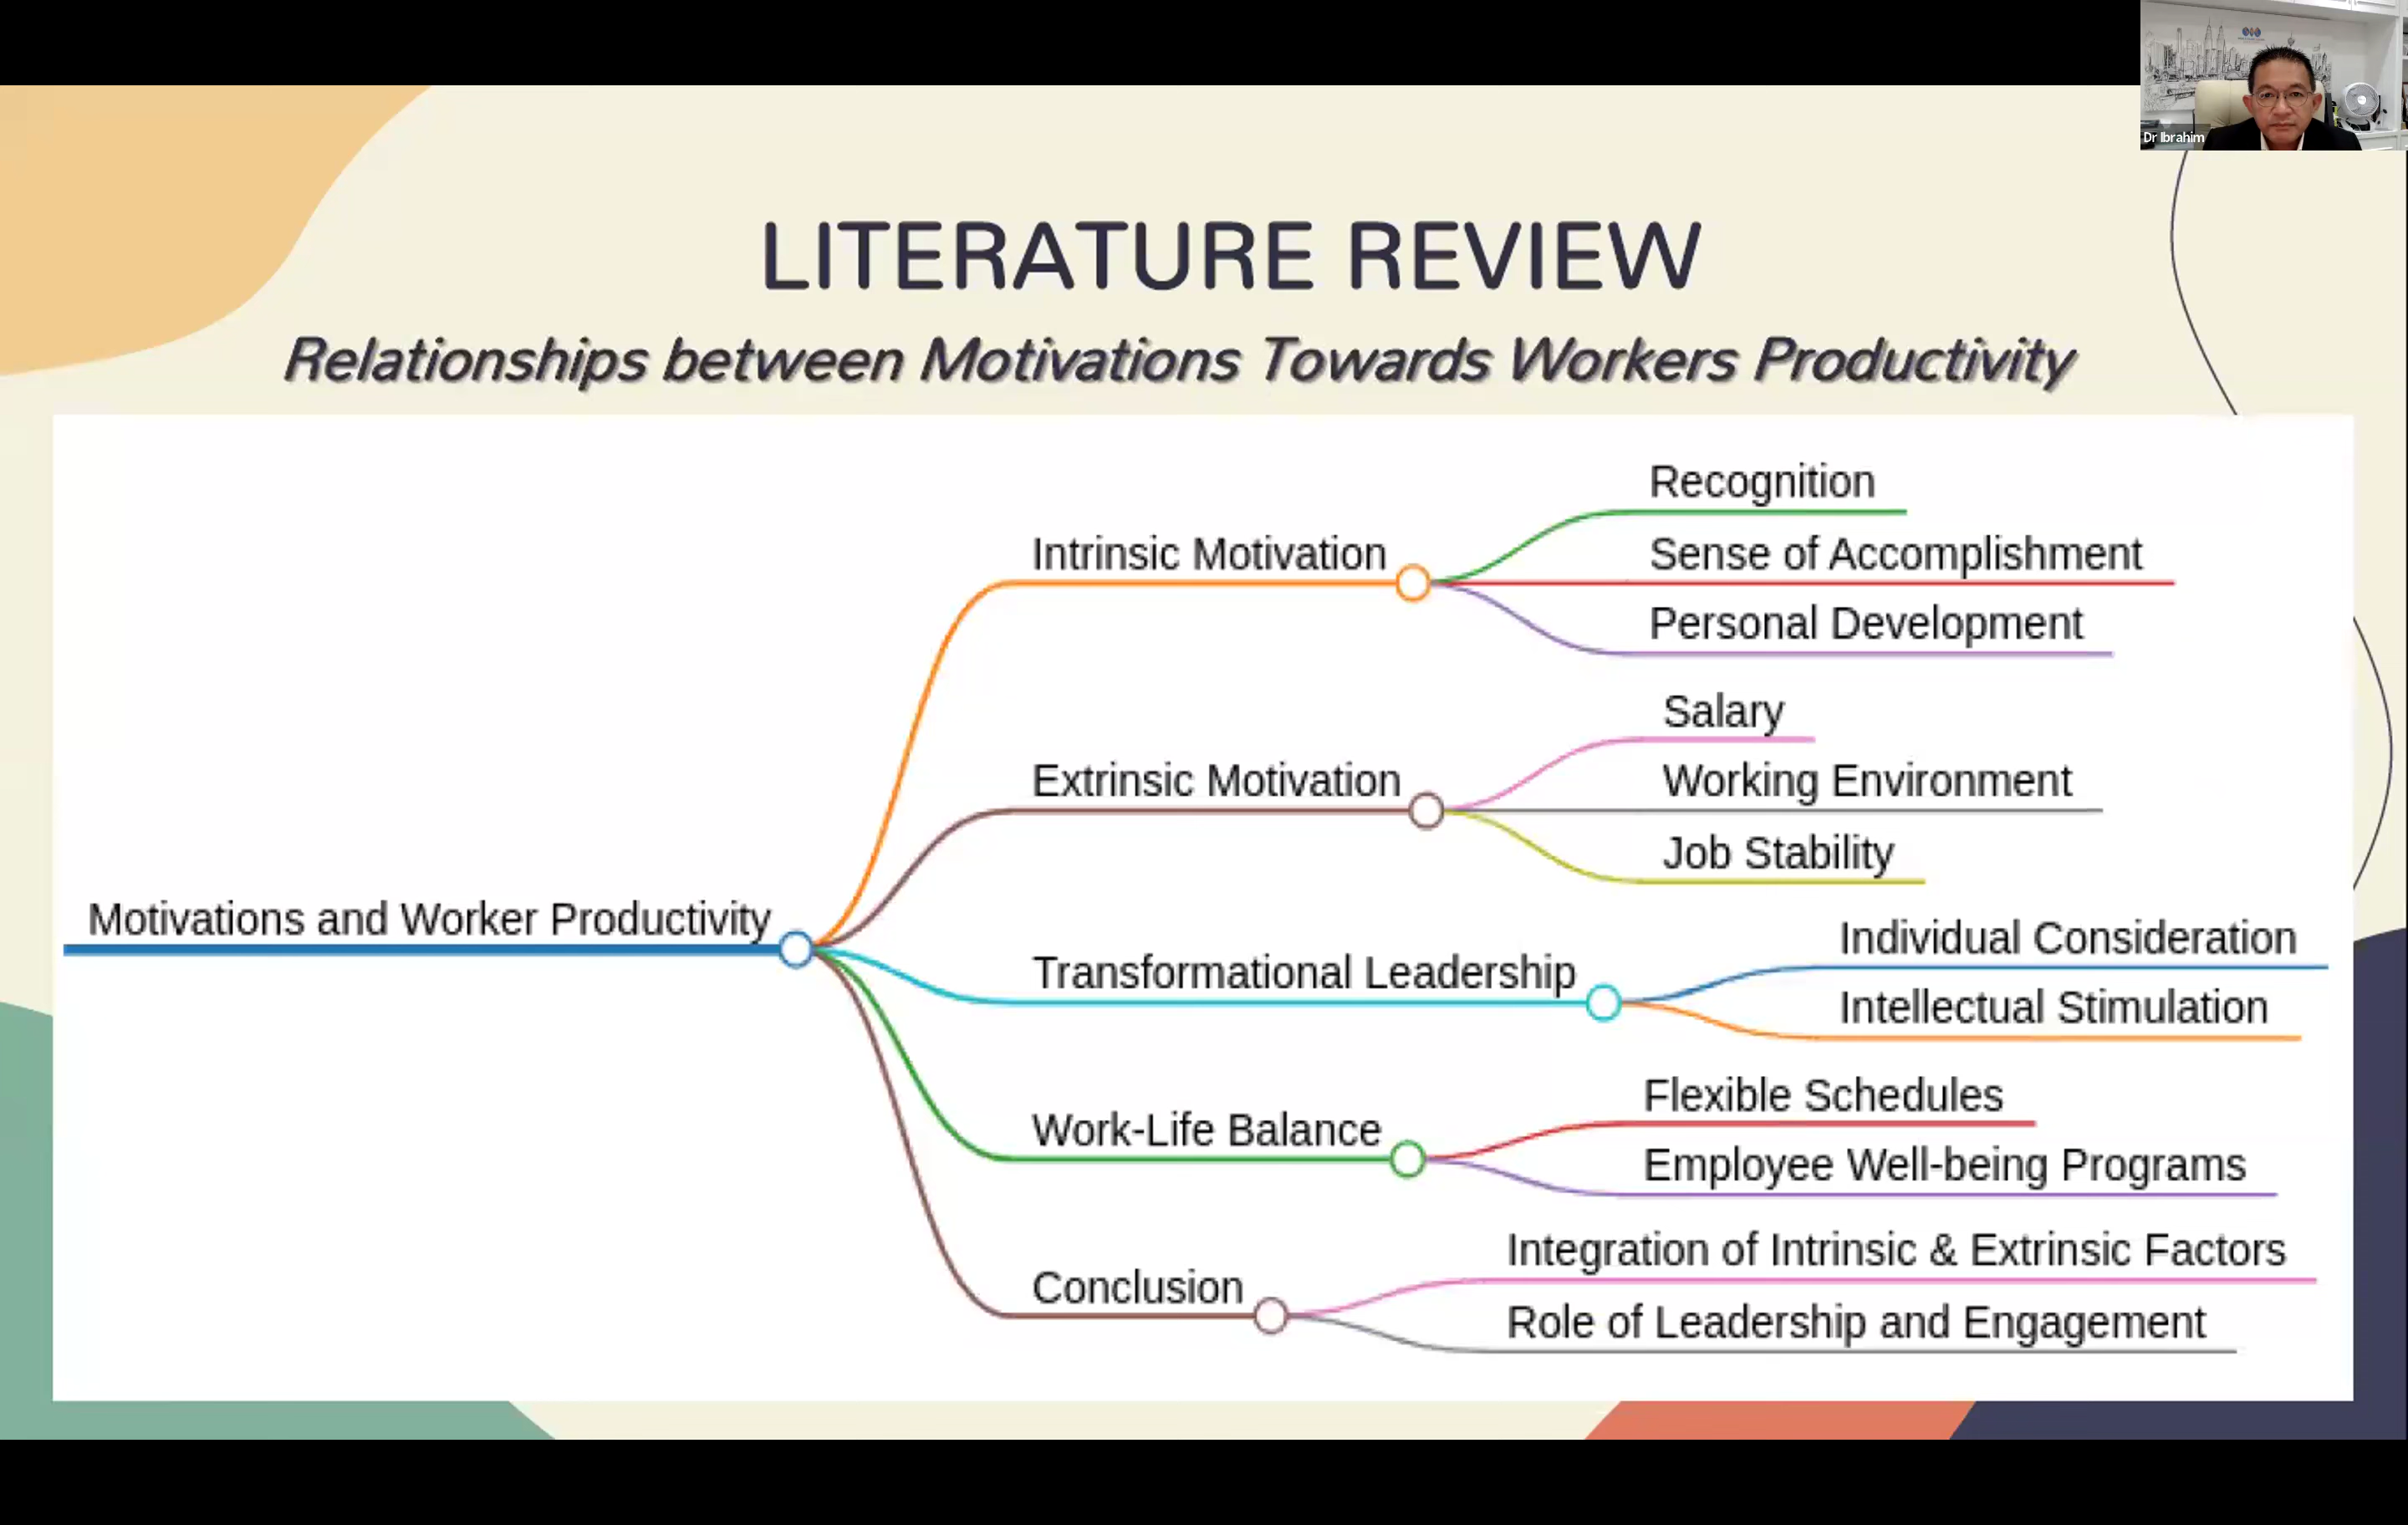 Dr Ibrahim
LITERATURE REVIEW
Relationships between Motivations Towards Workers Productivity
Motivations and Worker Productivity
Intrinsic Motivation
Recognition
Sense of Accomplishment
Personal Development
Extrinsic Motivation
Salary
Working Environment
Job Stability
Transformational Leadership
Individual Consideration
Intellectual Stimulation
Work-Life Balance
Flexible Schedules
Employee Well-being Programs
Conclusion
Integration of Intrinsic & Extrinsic Factors
Role of Leadership and Engagement